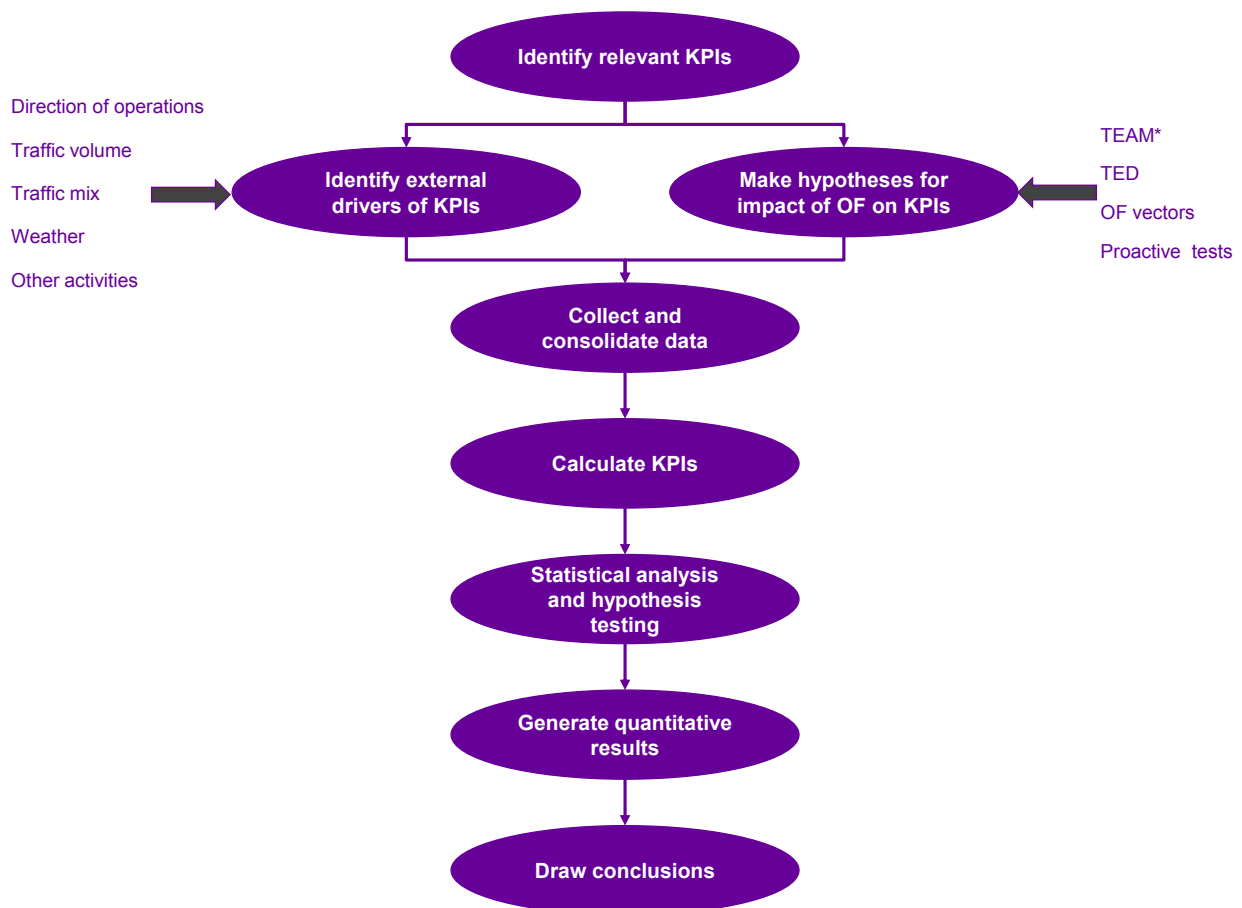 Identify relevant KPIs
Direction of operations
Traffic volume
Traffic mix
Weather
Other activities
Identify external
drivers of KPIs
Make hypotheses for
impact of OF on KPIs
TEAM*
TED
OF vectors
Proactive tests
Collect and
consolidate data
Calculate KPIs
Statistical analysis
and hypothesis
testing
Generate quantitative
results
Draw conclusions